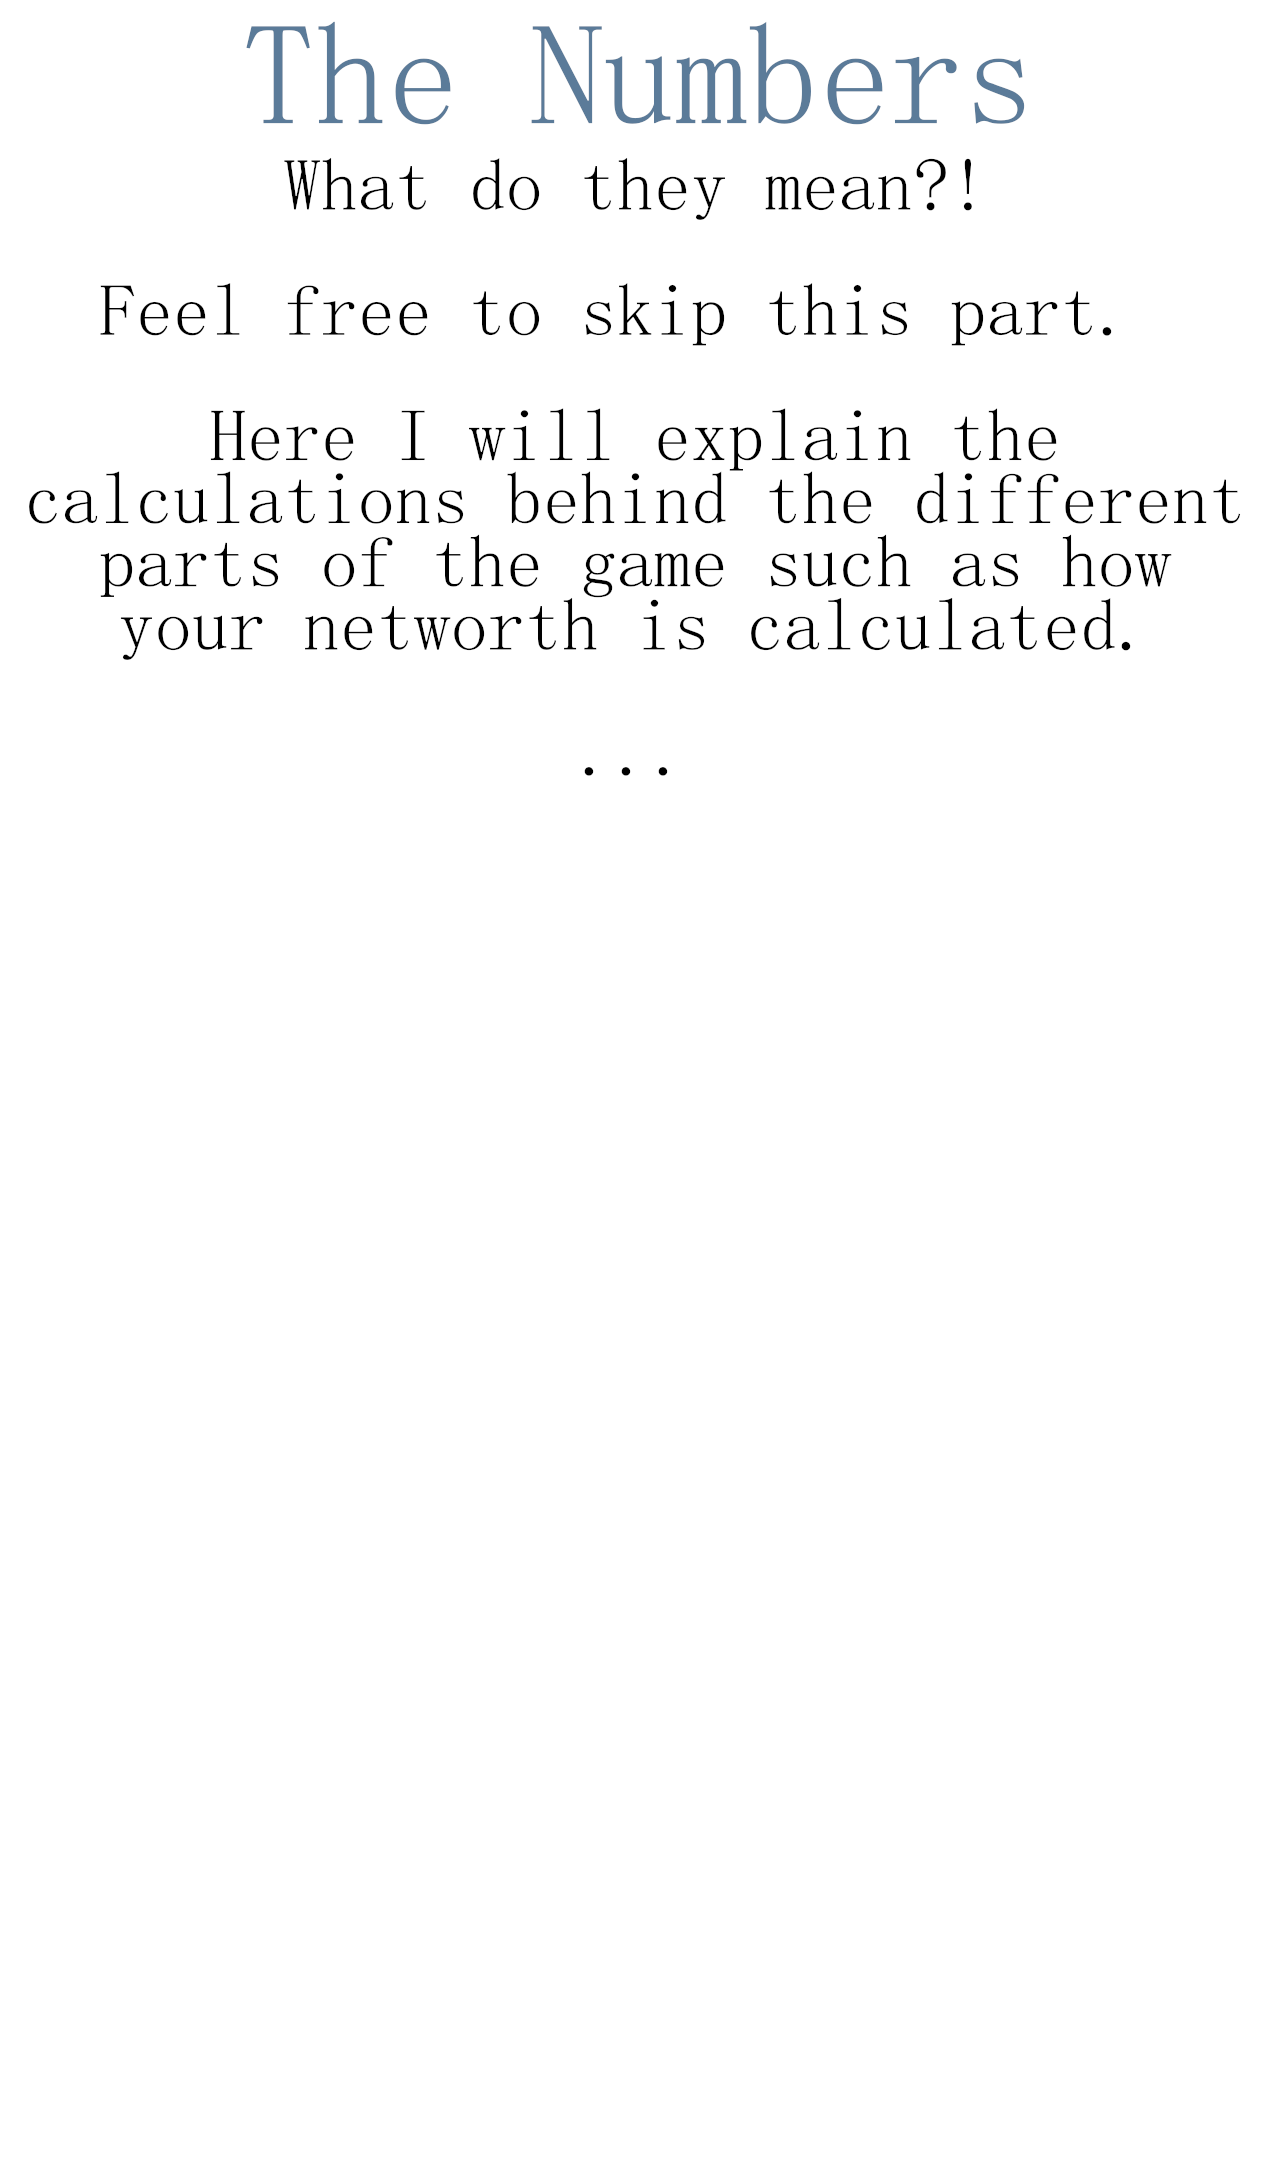 The Numbers
What do they mean?!
Feel free to skip this part.
Here I will explain the
calculations behind the different
parts of the game such as how
your networth is calculated.
...